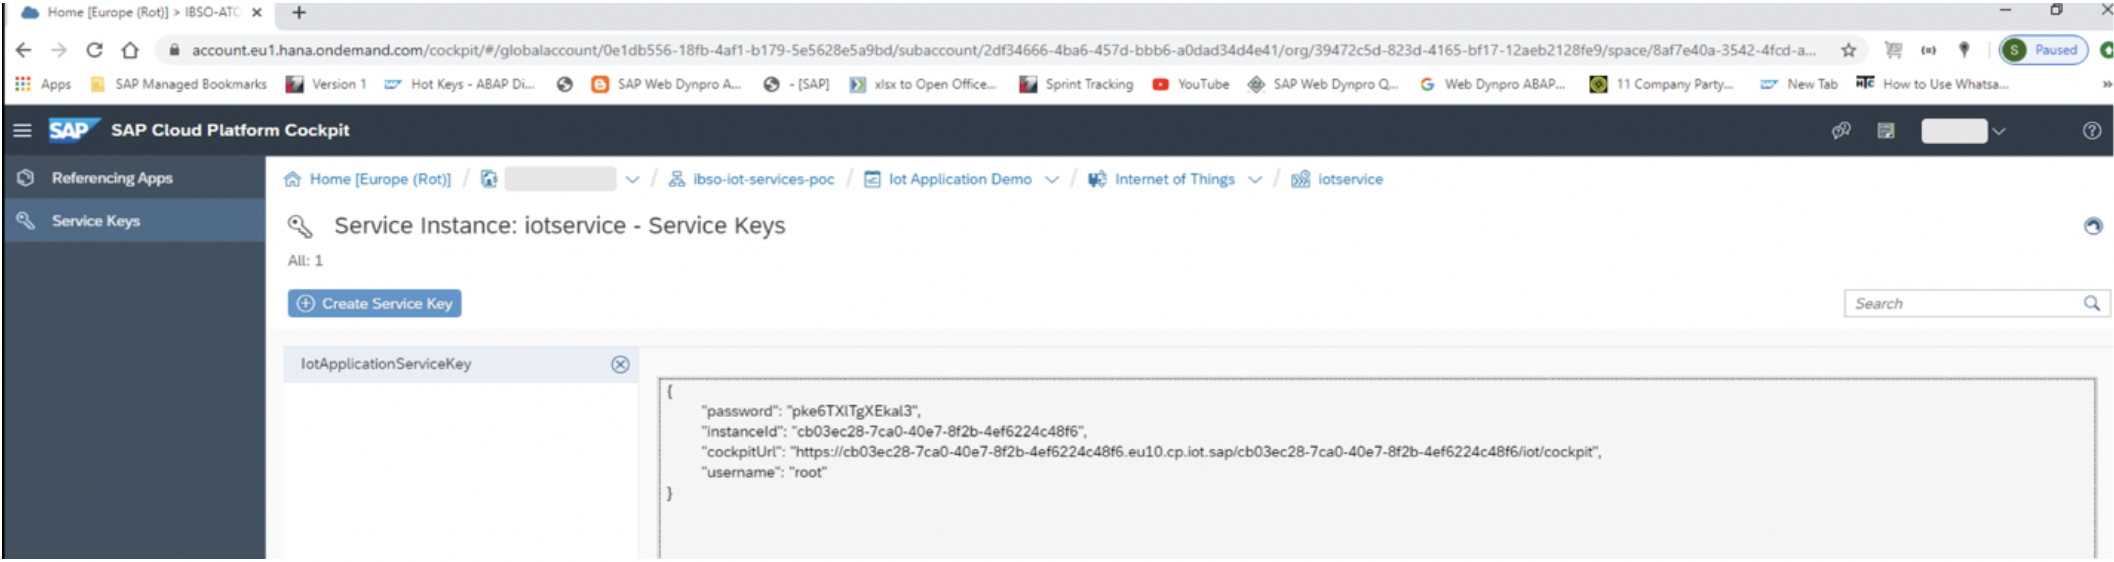 Home [Europe (Rot)] > IBSO-ATC
account.eu1.hana.ondemand.com/cockpit/#/globalaccount/0e1db556-18fb-4af1-b179-5e5628e5a9bd/subaccount/2df34666-4ba6-457d-bbb6-a0dad34d4e41/org/39472c5d-823d-4165-bf17-12aeb2128fe9/space/8af7e40a-3542-4fcd-a... S Paused
Apps SAP Managed Bookmarks Version 1 Hot Keys - ABAP Di... SAP Web Dynpro A... - [SAP] xlsx to Open Office... Sprint Tracking YouTube SAP Web Dynpro Q... Web Dynpro ABAP... 11 Company Party... New Tab How to Use Whatsa... »
SAP SAP Cloud Platform Cockpit
Referencing Apps
Service Keys
Home [Europe (Rot)] / / ibso-iot-services-poc / Iot Application Demo / Internet of Things / iotservice
Service Instance: iotservice - Service Keys
All: 1
Create Service Key
Search
IotApplicationServiceKey
{
"password": "pke6TXlTgXEkal3",
"instanceId": "cb03ec28-7ca0-40e7-8f2b-4ef6224c48f6",
"cockpitUrl": "https://cb03ec28-7ca0-40e7-8f2b-4ef6224c48f6.eu10.cp.iot.sap/cb03ec28-7ca0-40e7-8f2b-4ef6224c48f6/iot/cockpit",
"username": "root"
}